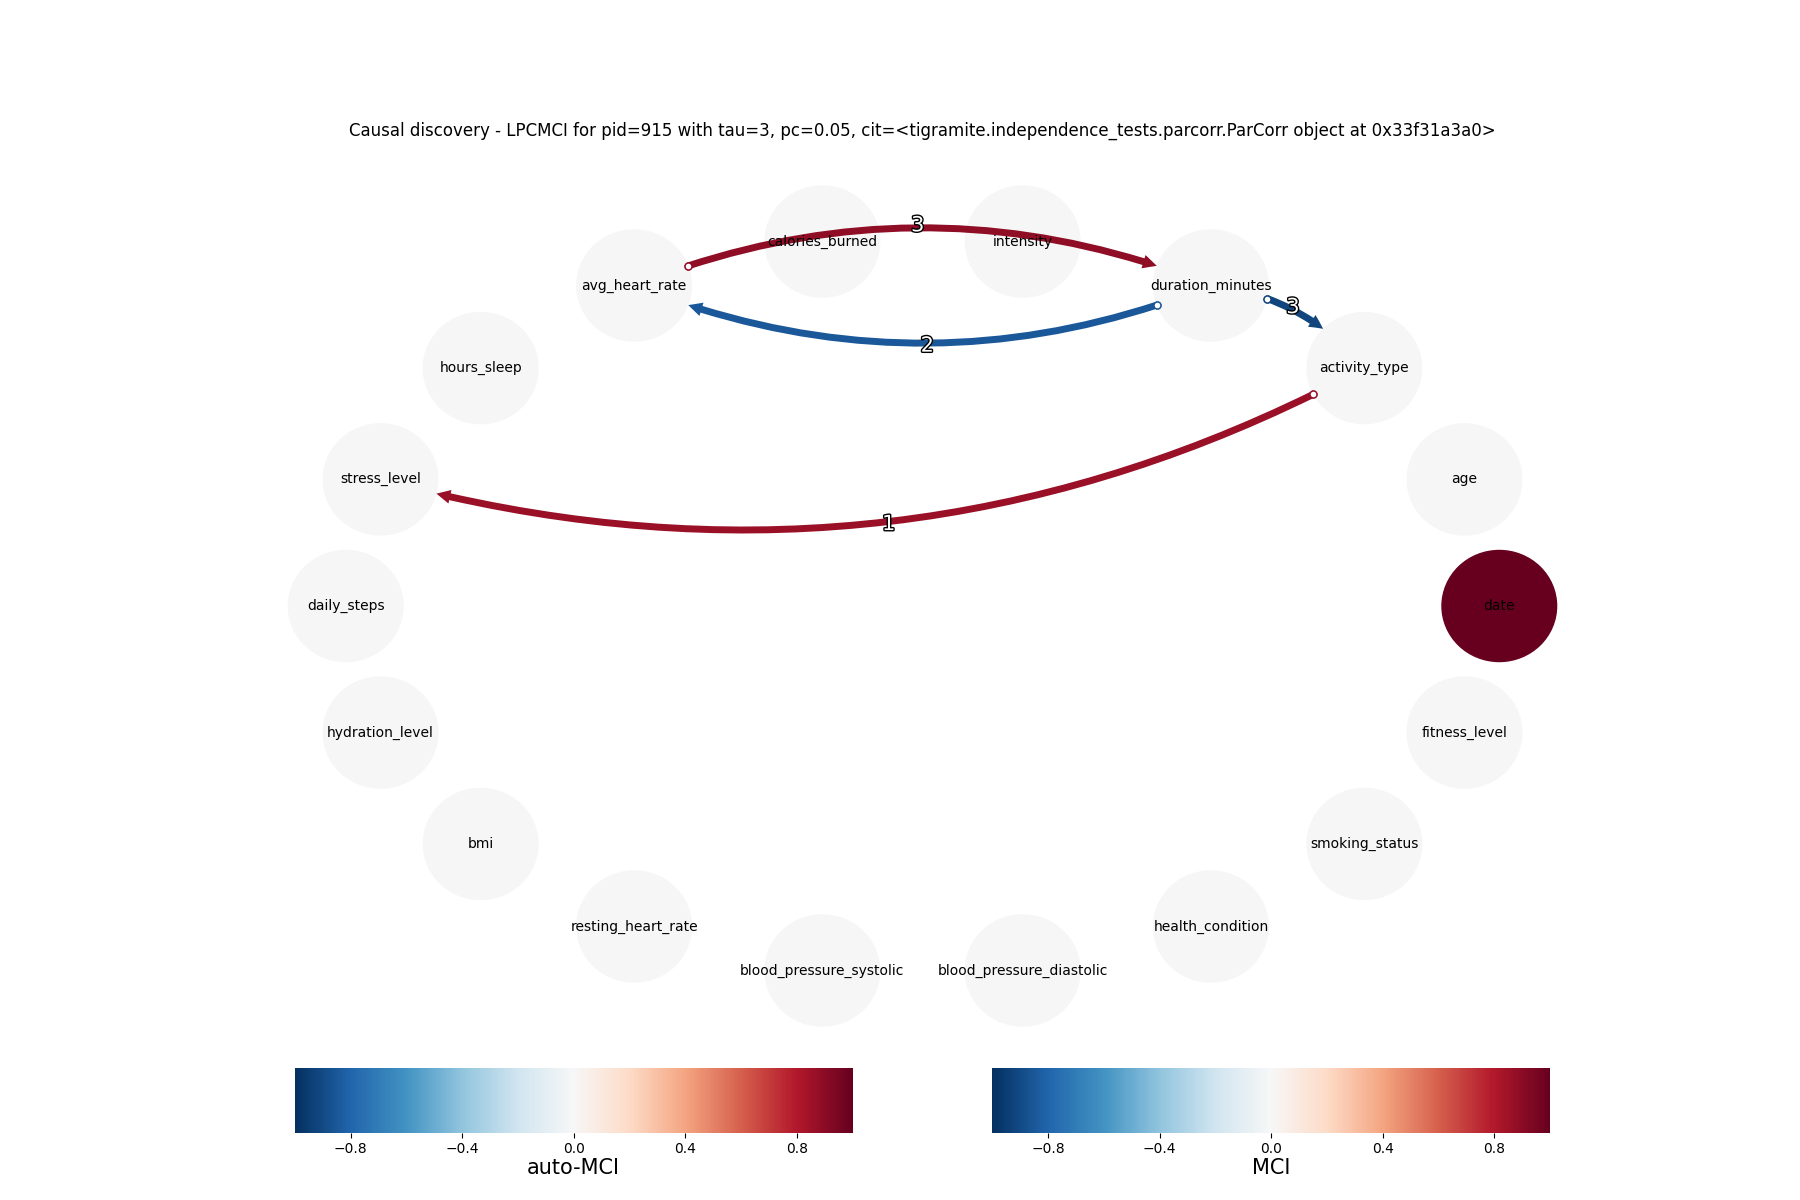 Causal discovery - LPCMCI for pid=915 with tau=3, pc=0.05, cit=<tigramite.independence_tests.parcorr.ParCorr object at 0x33f31a3a0>
3
calories_burned
intensity
avg_heart_rate
duration_minutes
3
2
hours_sleep
activity_type
stress_level
age
1
daily_steps
date
hydration_level
fitness_level
bmi
smoking_status
resting_heart_rate
health_condition
blood_pressure_systolic
blood_pressure_diastolic
−0.8 −0.4 0.0 0.4 0.8
auto-MCI
−0.8 −0.4 0.0 0.4 0.8
MCI